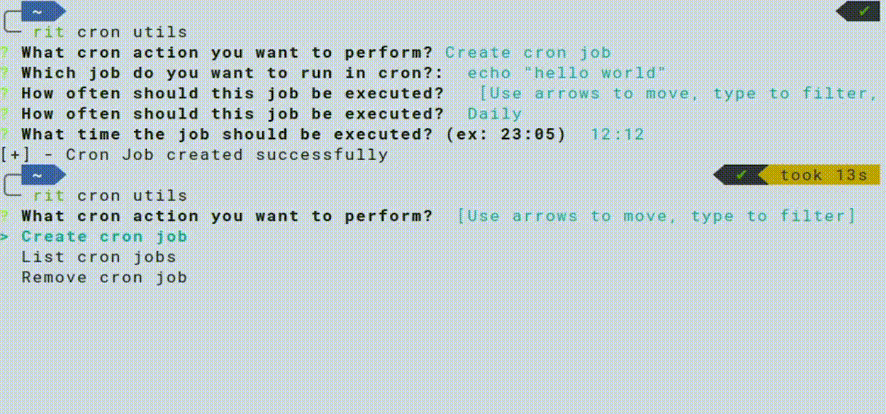 ~ ✔
rit cron utils
? What cron action you want to perform? Create cron job
? Which job do you want to run in cron?: echo "hello world"
? How often should this job be executed? [Use arrows to move, type to filter,
? How often should this job be executed? Daily
? What time the job should be executed? (ex: 23:05) 12:12
[+] - Cron Job created successfully
~ ✔ took 13s
rit cron utils
? What cron action you want to perform? [Use arrows to move, type to filter]
> Create cron job
List cron jobs
Remove cron job